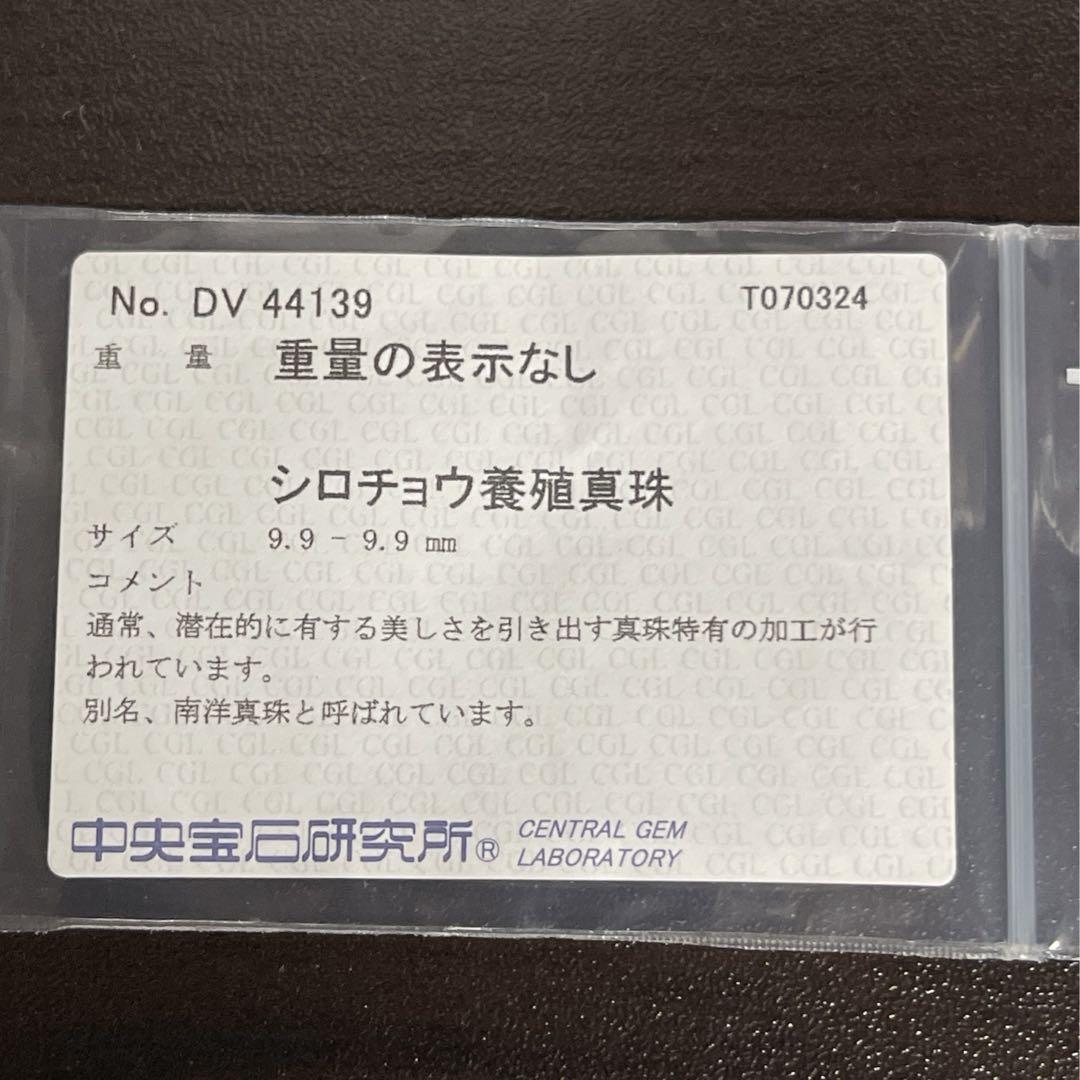 No. DV 44139 T070324
重量 重量の表示なし
シロチョウ養殖真珠
サイズ 9.9 - 9.9 mm
コメント
通常、潜在的に有する美しさを引き出す真珠特有の加工が行
われています。
別名、南洋真珠と呼ばれています。
中央宝石研究所® CENTRAL GEM
LABORATORY